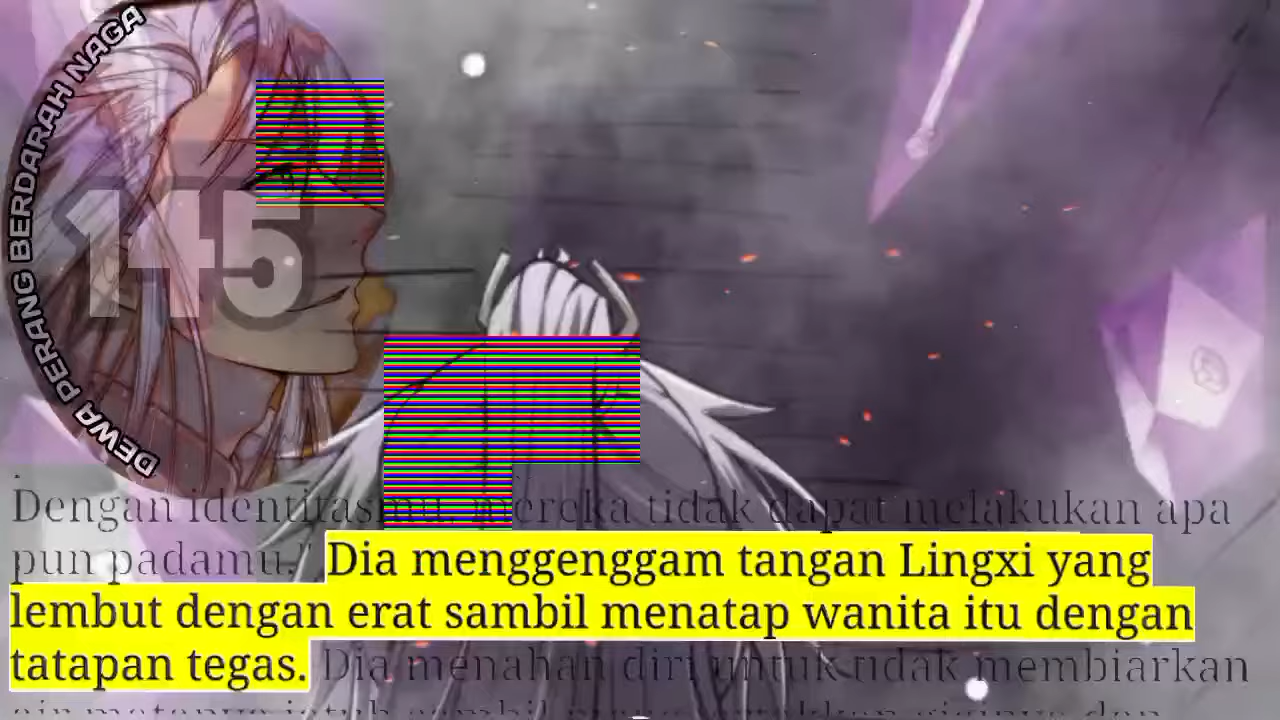 DEWA PERANG BERDARAH NAGA
145
Dengan identitasmu, mereka tidak dapat melakukan apa
pun padamu." Dia menggenggam tangan Lingxi yang
lembut dengan erat sambil menatap wanita itu dengan
tatapan tegas. Dia menahan diri untuk tidak membiarkan